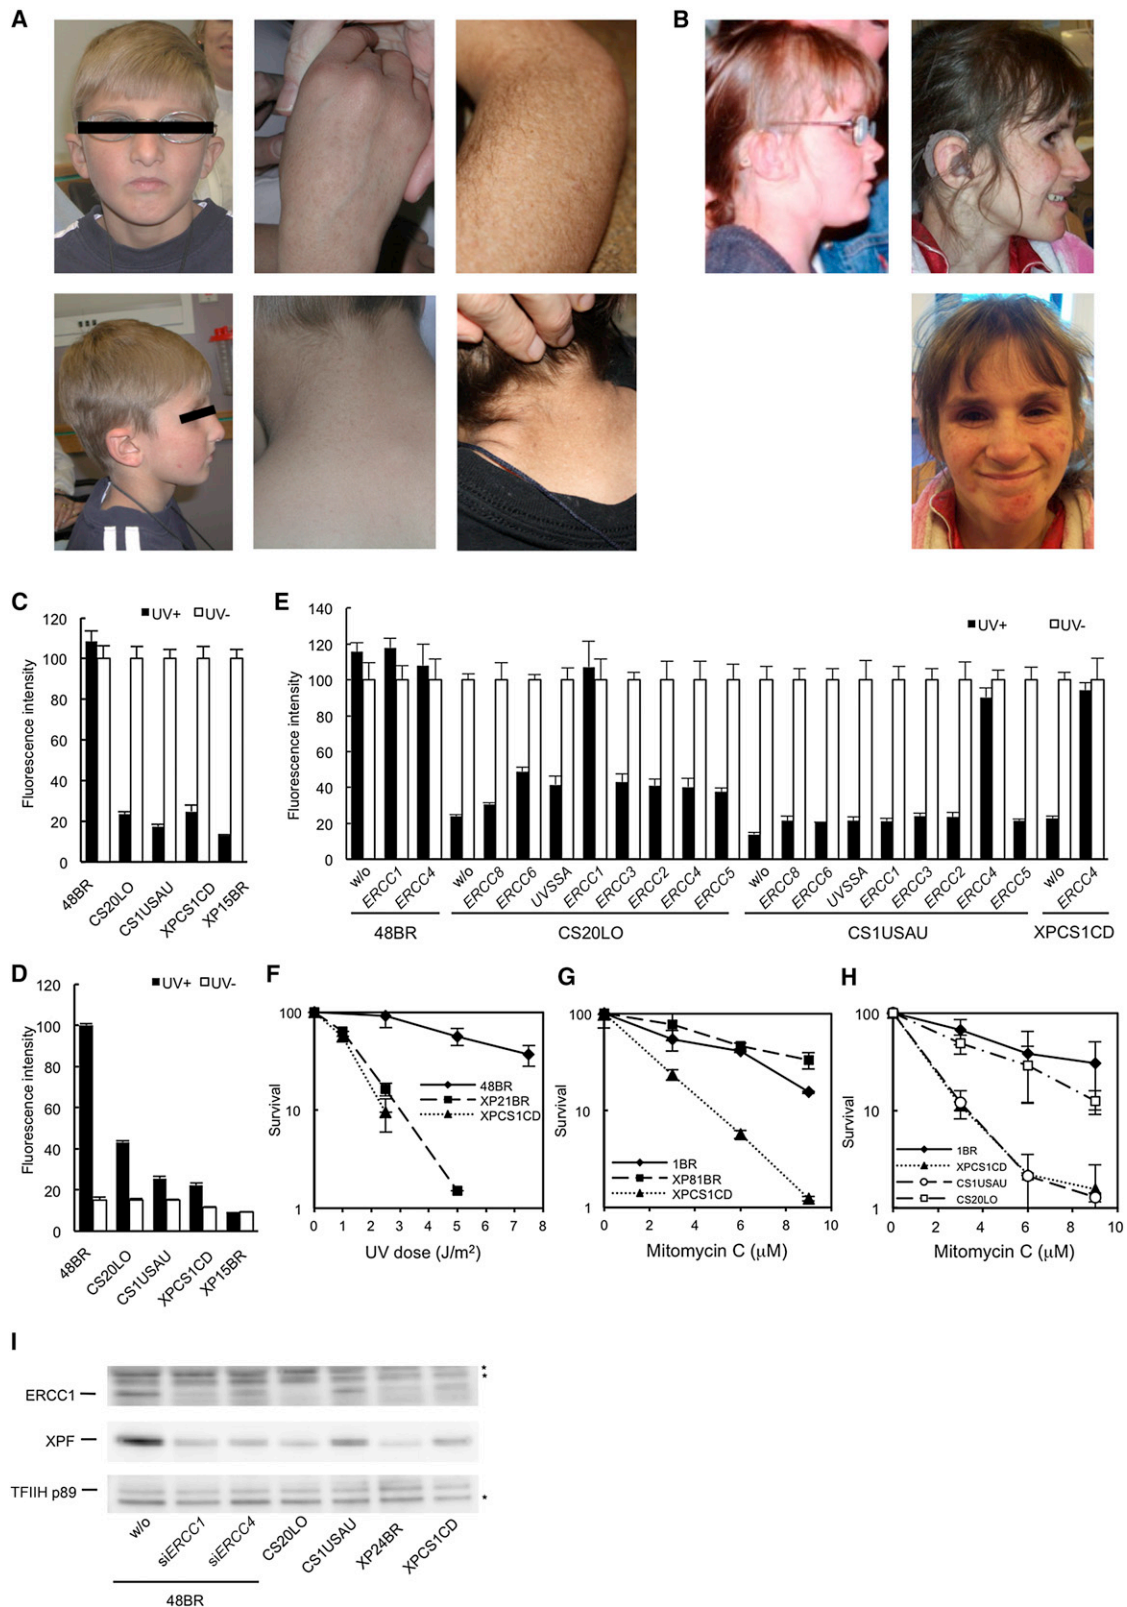 A
B
C
120
100
80
60
40
20
0
Fluorescence intensity
■UV+ □UV-
48BR
CS20LO
CS1USAU
XPCS1CD
XP15BR
E
140
120
100
80
60
40
20
0
Fluorescence intensity
■UV+ □UV-
w/o
ERCC1
ERCC4
w/o
ERCC8
ERCC6
UVSSA
ERCC1
ERCC3
ERCC2
ERCC4
ERCC5
w/o
ERCC8
ERCC6
UVSSA
ERCC1
ERCC3
ERCC2
ERCC4
ERCC5
w/o
ERCC4
48BR
CS20LO
CS1USAU
XPCS1CD
D
120
100
80
60
40
20
0
Fluorescence intensity
■UV+ □UV-
48BR
CS20LO
CS1USAU
XPCS1CD
XP15BR
F
100
10
1
Survival
48BR
XP21BR
XPCS1CD
0 1 2 3 4 5 6 7 8
UV dose (J/m²)
G
100
10
1
Survival
1BR
XP81BR
XPCS1CD
0 2 4 6 8 10
Mitomycin C (μM)
H
100
10
1
Survival
1BR
XPCS1CD
CS1USAU
CS20LO
0 2 4 6 8 10
Mitomycin C (μM)
I
ERCC1
*
*
XPF
TFIIH p89
*
w/o
siERCC1
siERCC4
CS20LO
CS1USAU
XP24BR
XPCS1CD
48BR